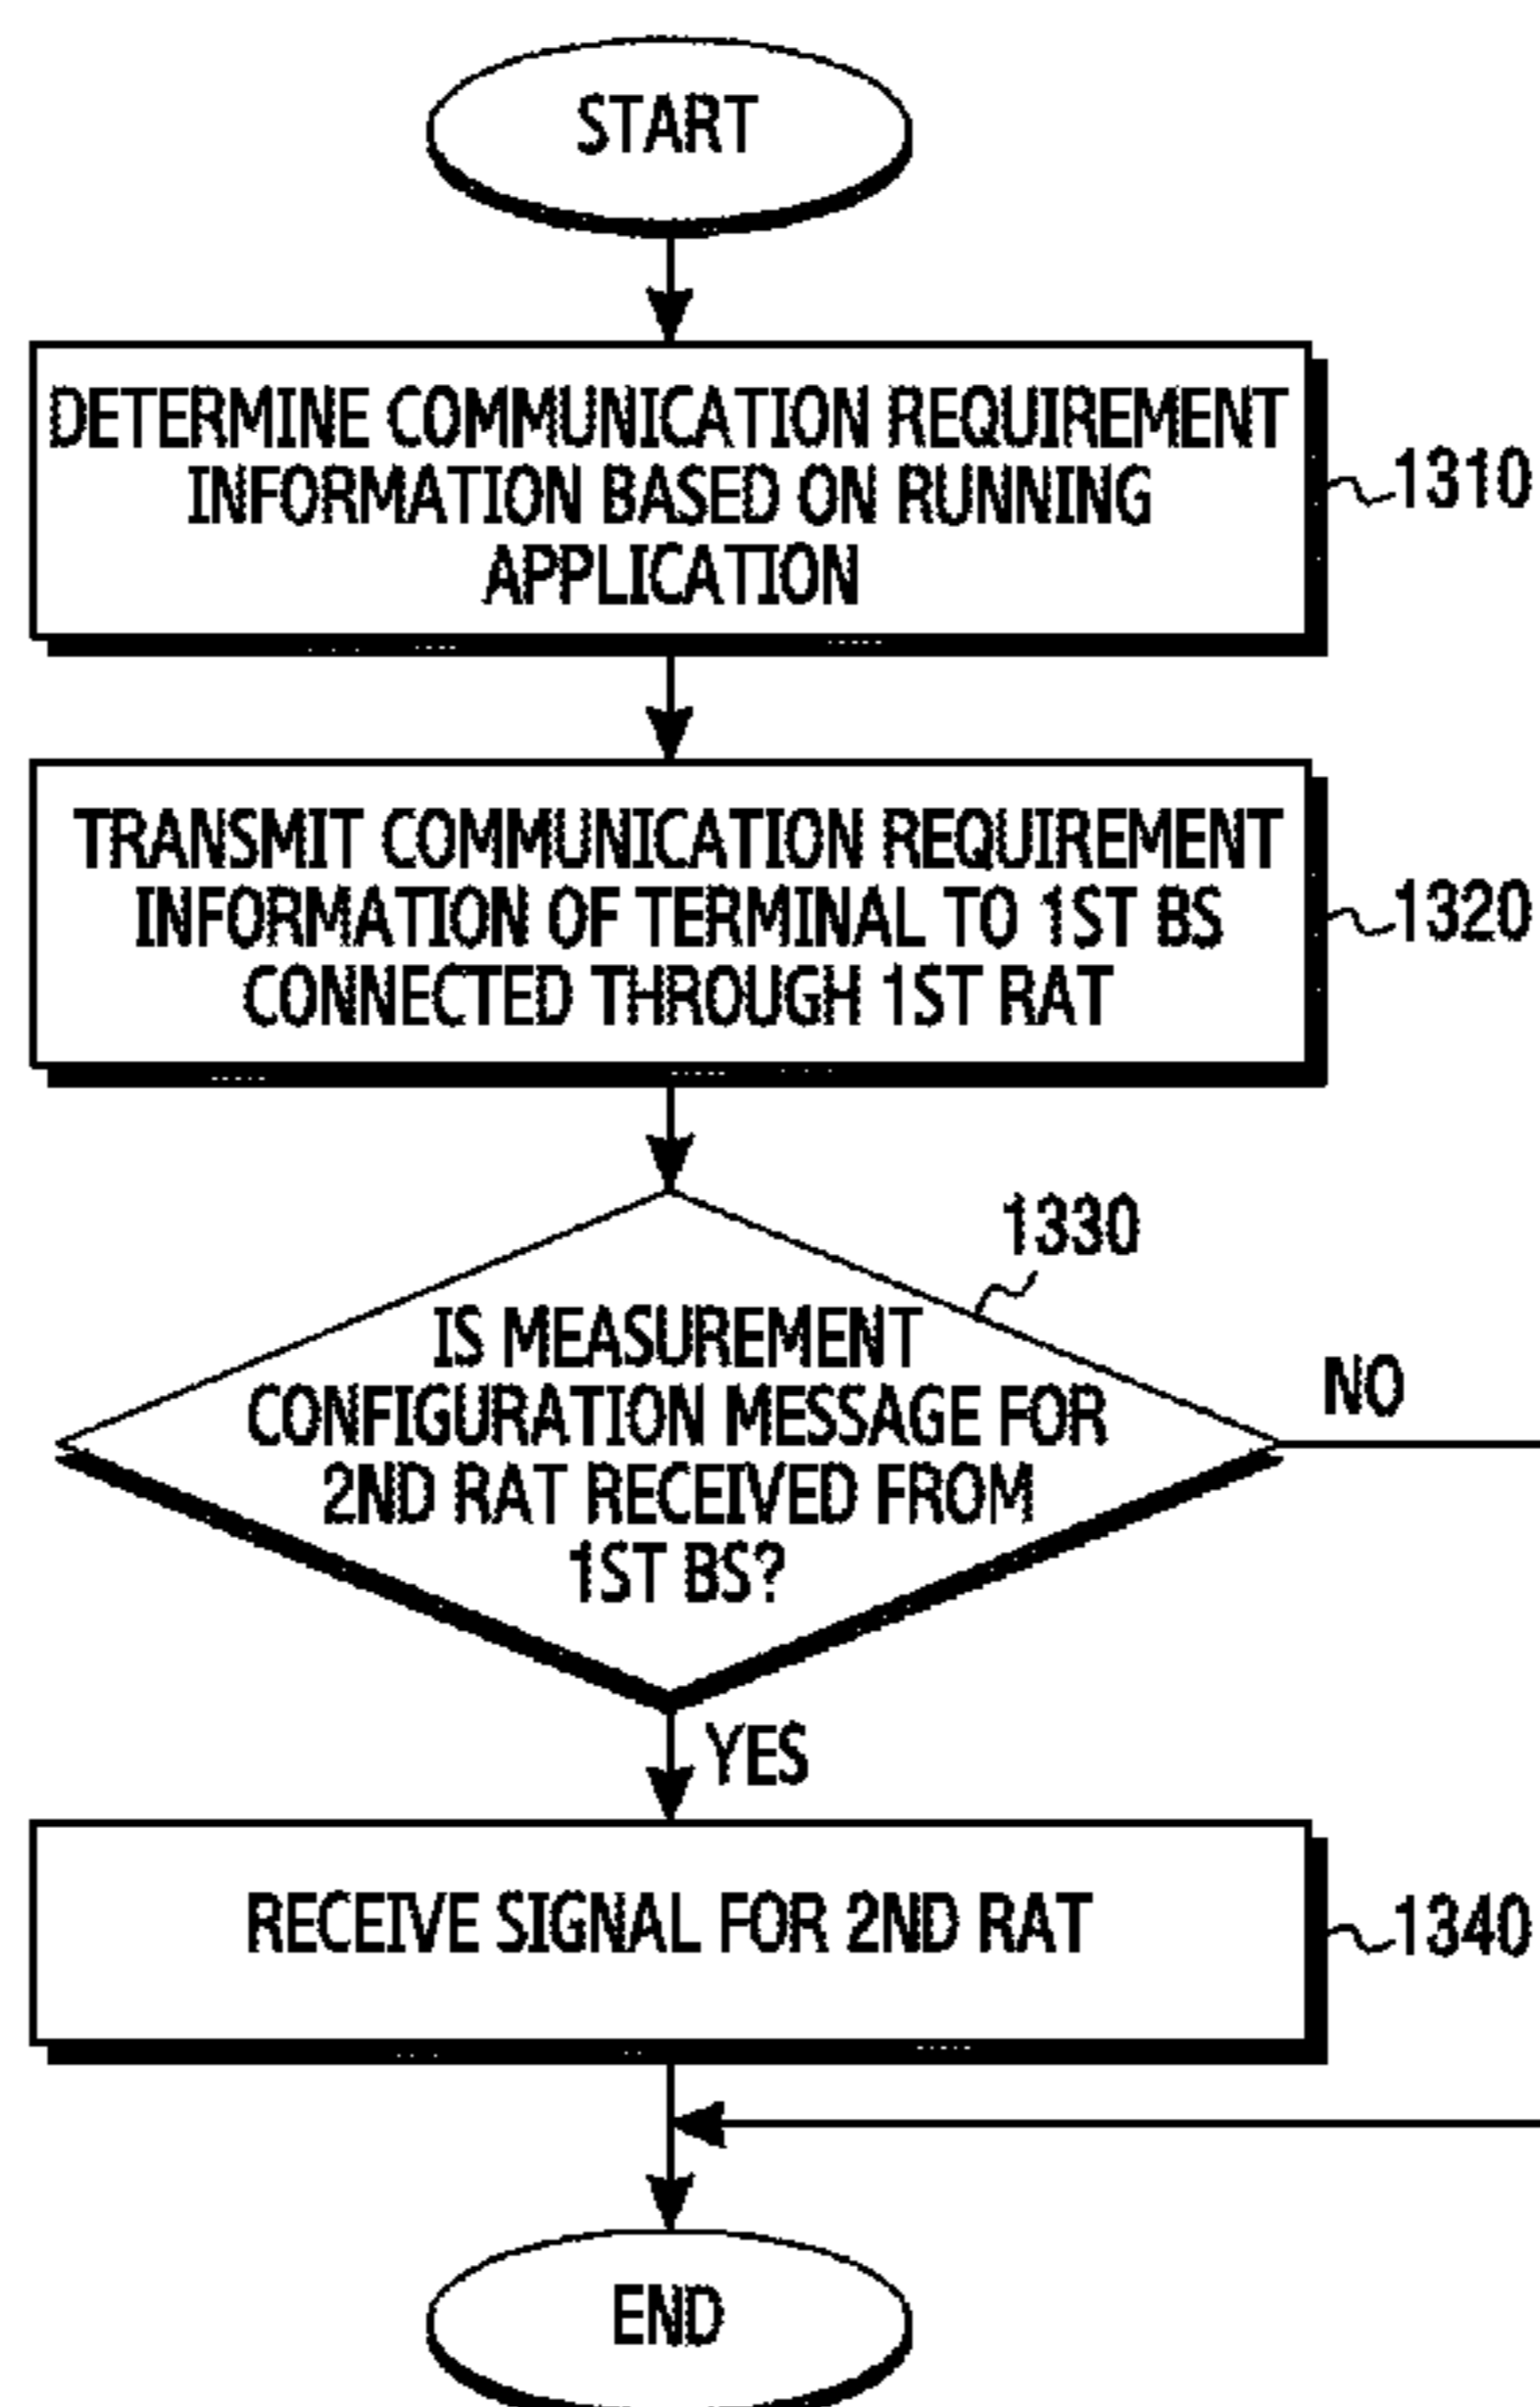 START
DETERMINE COMMUNICATION REQUIREMENT
INFORMATION BASED ON RUNNING
APPLICATION
1310
TRANSMIT COMMUNICATION REQUIREMENT
INFORMATION OF TERMINAL TO 1ST BS
CONNECTED THROUGH 1ST RAT
1320
1330
IS MEASUREMENT
CONFIGURATION MESSAGE FOR
2ND RAT RECEIVED FROM
1ST BS?
NO
YES
RECEIVE SIGNAL FOR 2ND RAT
1340
END